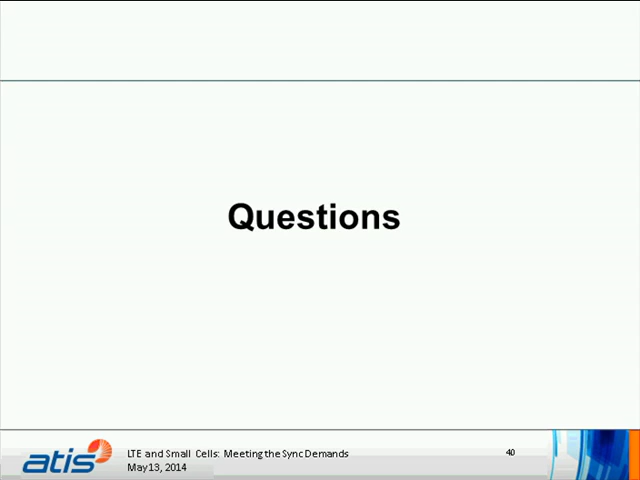 Questions
atis
LTE and Small Cells: Meeting the Sync Demands
May 13, 2014
40